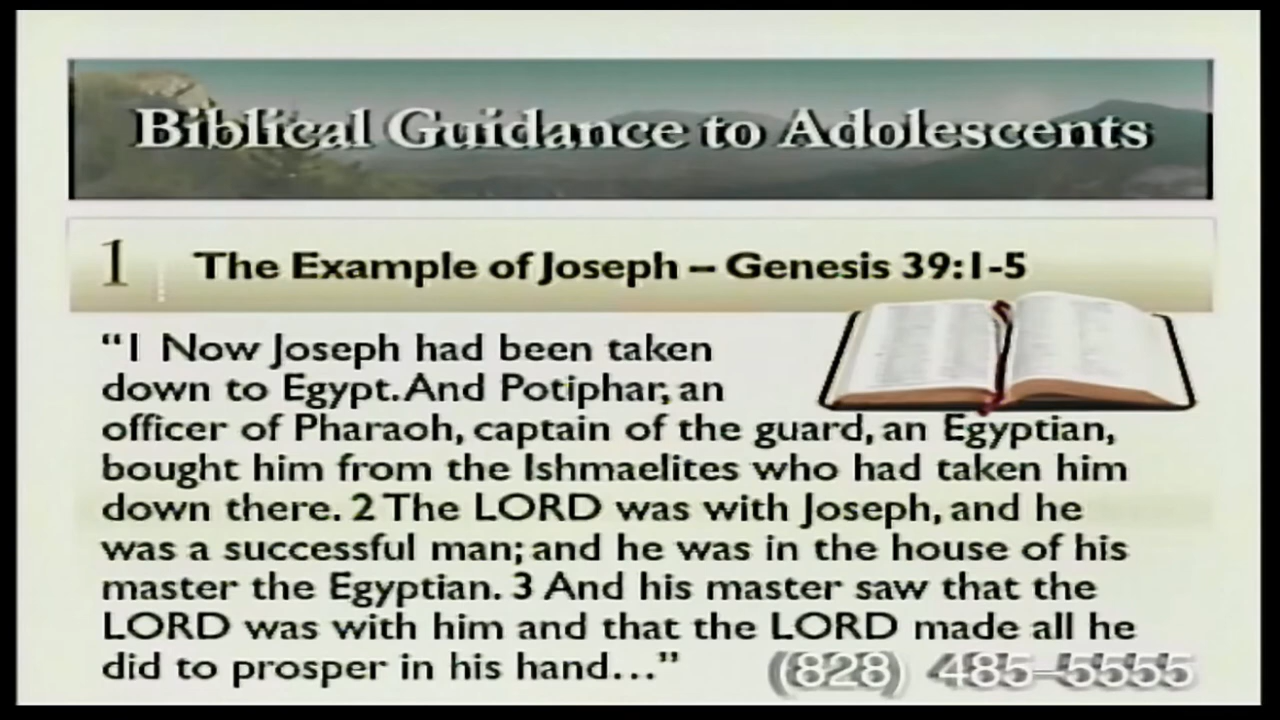 Biblical Guidance to Adolescents
1 The Example of Joseph – Genesis 39:1-5
“1 Now Joseph had been taken
down to Egypt. And Potiphar, an
officer of Pharaoh, captain of the guard, an Egyptian,
bought him from the Ishmaelites who had taken him
down there. 2 The LORD was with Joseph, and he
was a successful man; and he was in the house of his
master the Egyptian. 3 And his master saw that the
LORD was with him and that the LORD made all he
did to prosper in his hand...”
(828) 485-5555